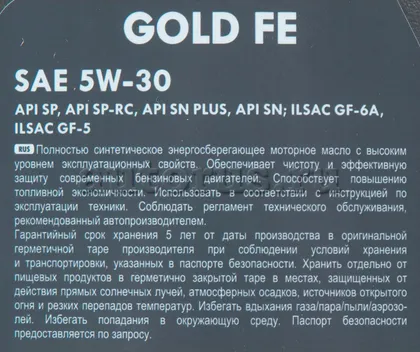 GOLD FE
SAE 5W-30
API SP, API SP-RC, API SN PLUS, API SN; ILSAC GF-6A,
ILSAC GF-5
RUS Полностью синтетическое энергосберегающее моторное масло с высоким
уровнем эксплуатационных свойств. Обеспечивает чистоту и эффективную
защиту современных бензиновых двигателей. Способствует повышению
топливной экономичности. Использовать в соответствии с инструкцией по
эксплуатации техники. Соблюдать регламент технического обслуживания,
рекомендованный автопроизводителем.
Гарантийный срок хранения 5 лет от даты производства в оригинальной
герметичной таре производителя при соблюдении условий хранения
и транспортировки, указанных в паспорте безопасности. Хранить отдельно от
пищевых продуктов в герметично закрытой таре в местах, защищенных от
действия прямых солнечных лучей, атмосферных осадков, источников открытого
огня и резких перепадов температур. Избегать вдыхания газа/пара/пыли/аэрозо-
лей. Избегать попадания в окружающую среду. Паспорт безопасности
предоставляется по запросу.